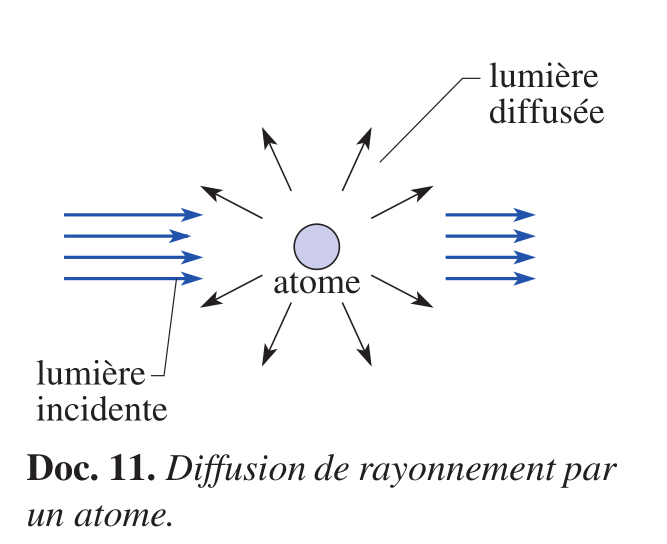 lumière
diffusée
atome
lumière
incidente
Doc. 11. Diffusion de rayonnement par
un atome.